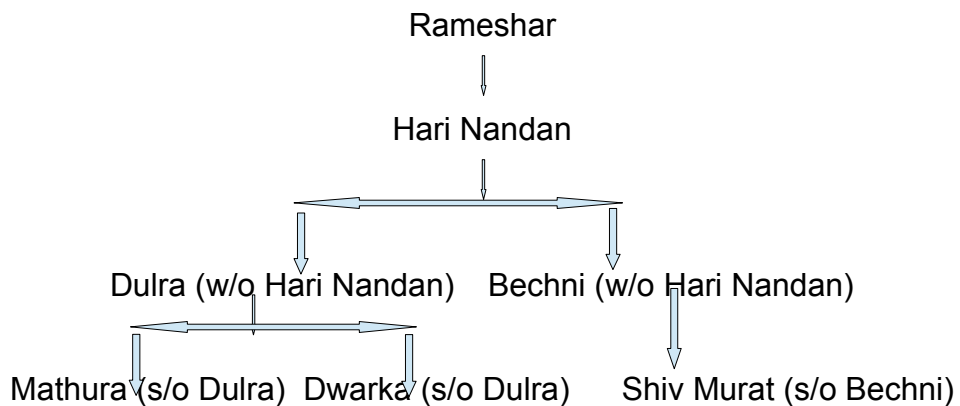 Rameshar
Hari Nandan
Dulra (w/o Hari Nandan) Bechni (w/o Hari Nandan)
Mathura (s/o Dulra) Dwarka (s/o Dulra) Shiv Murat (s/o Bechni)